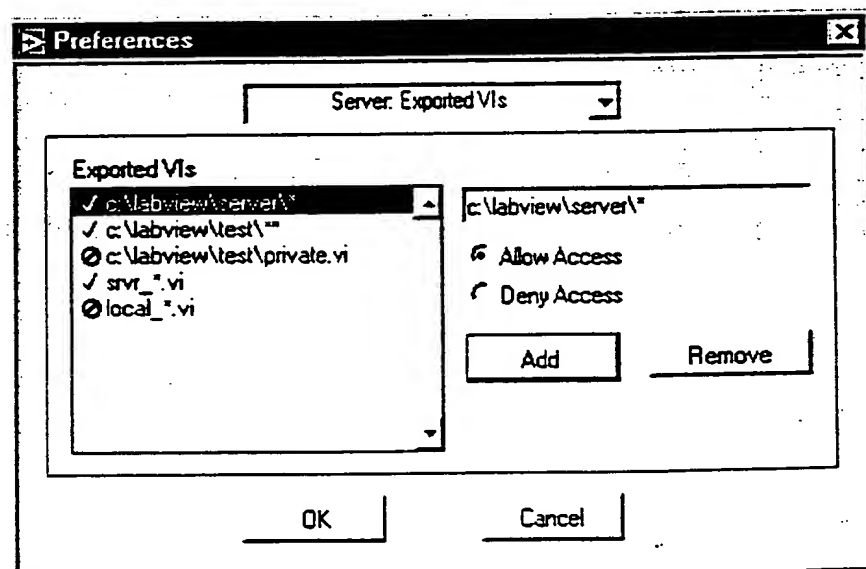 Preferences
Server: Exported VIs
Exported VIs
c:\labview\server\*
c:\labview\test\**
c:\labview\test\private.vi
srvr_*.vi
local_*.vi
c:\labview\server\*
Allow Access
Deny Access
Add
Remove
OK
Cancel